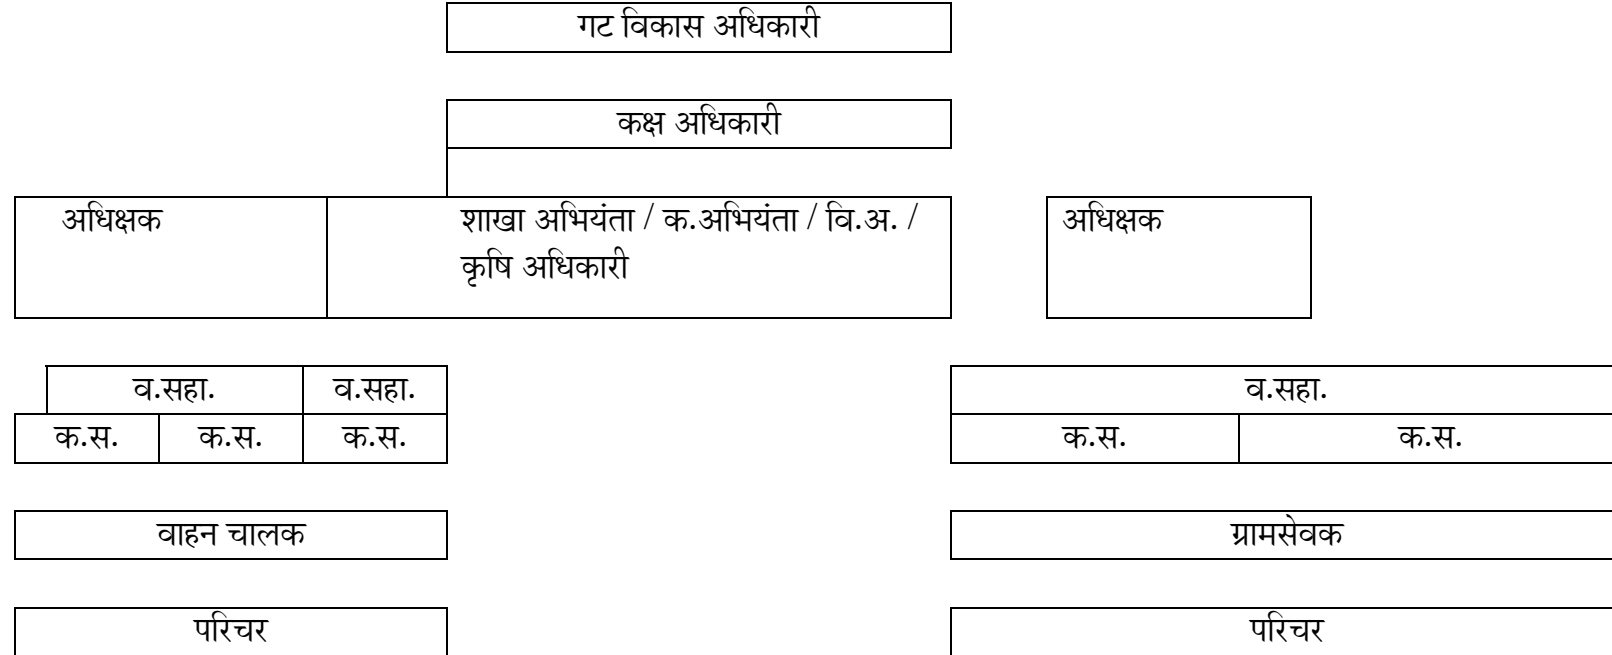 गट विकास अधिकारी
कक्ष अधिकारी
अधिक्षक शाखा अभियंता / क.अभियंता / वि.अ. / अधिक्षक
कृषि अधिकारी
व.सहा. व.सहा. व.सहा.
क.स. क.स. क.स. क.स. क.स.
वाहन चालक ग्रामसेवक
परिचर परिचर